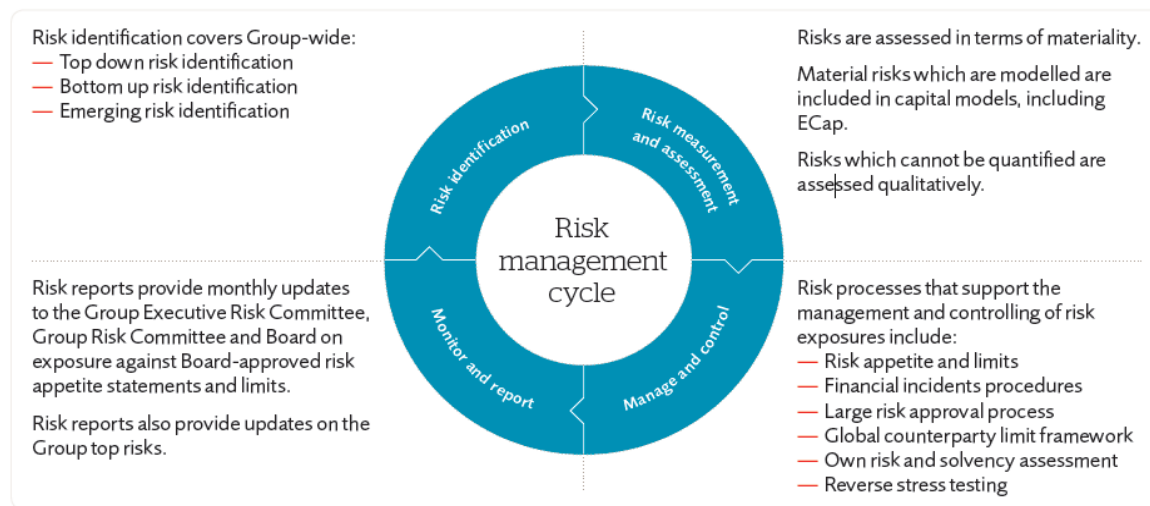 Risk identification covers Group-wide:
— Top down risk identification
— Bottom up risk identification
— Emerging risk identification
Risks are assessed in terms of materiality.
Material risks which are modelled are
included in capital models, including
ECap.
Risks which cannot be quantified are
assessed qualitatively.
Risk identification
Risk measurement
and assessment
Risk
management
cycle
Monitor and report
Manage and control
Risk reports provide monthly updates
to the Group Executive Risk Committee,
Group Risk Committee and Board on
exposure against Board-approved risk
appetite statements and limits.
Risk reports also provide updates on the
Group top risks.
Risk processes that support the
management and controlling of risk
exposures include:
— Risk appetite and limits
— Financial incidents procedures
— Large risk approval process
— Global counterparty limit framework
— Own risk and solvency assessment
— Reverse stress testing